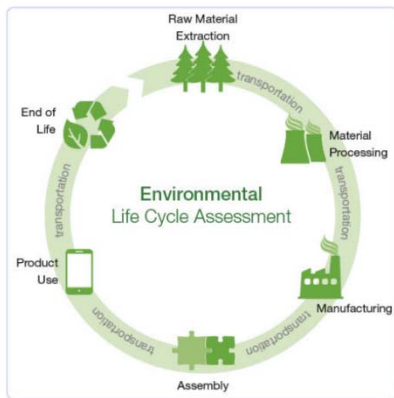 Raw Material
Extraction
transportation
Material
Processing
transportation
Manufacturing
transportation
Assembly
transportation
Product
Use
transportation
End of
Life
Environmental
Life Cycle Assessment